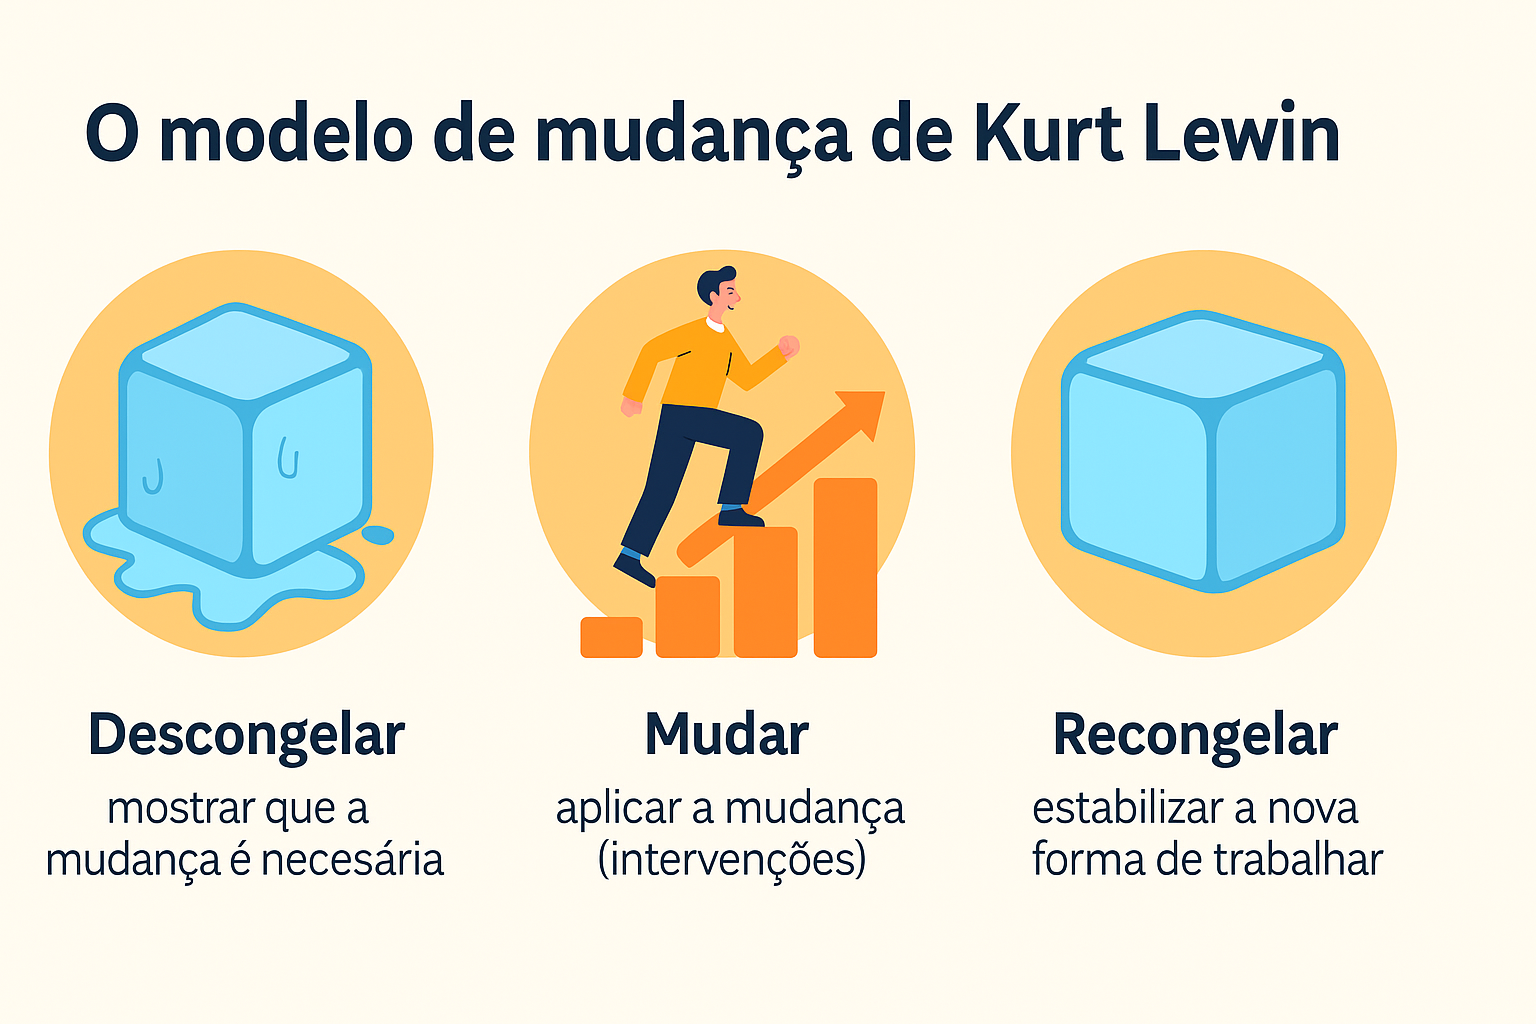 O modelo de mudança de Kurt Lewin
Descongelar
mostrar que a
mudança é necesária
Mudar
aplicar a mudança
(intervenções)
Recongelar
estabilizar a nova
forma de trabalhar